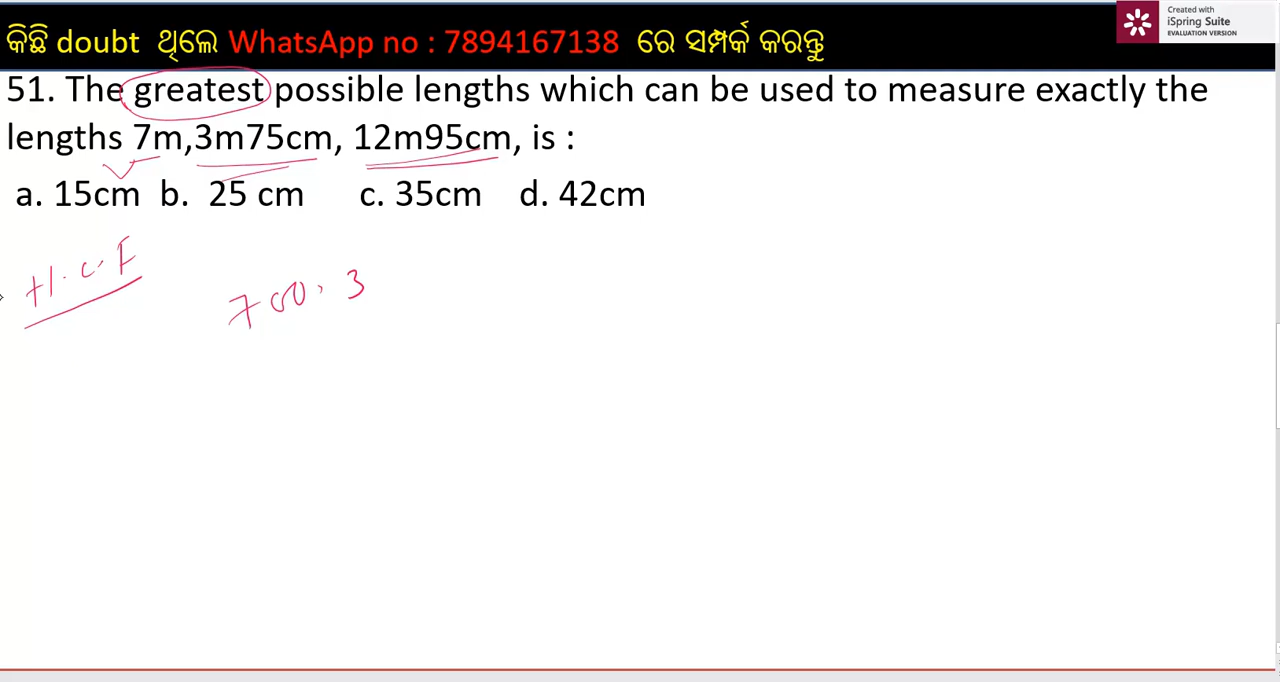 Created with
iSpring Suite
EVALUATION VERSION
କିଛି doubt ଥିଲେ WhatsApp no : 7894167138 ରେ ସମ୍ପର୍କ କରନ୍ତୁ
51. The greatest possible lengths which can be used to measure exactly the
lengths 7m,3m75cm, 12m95cm, is :
a. 15cm b. 25 cm c. 35cm d. 42cm
H.C.F
700, 3